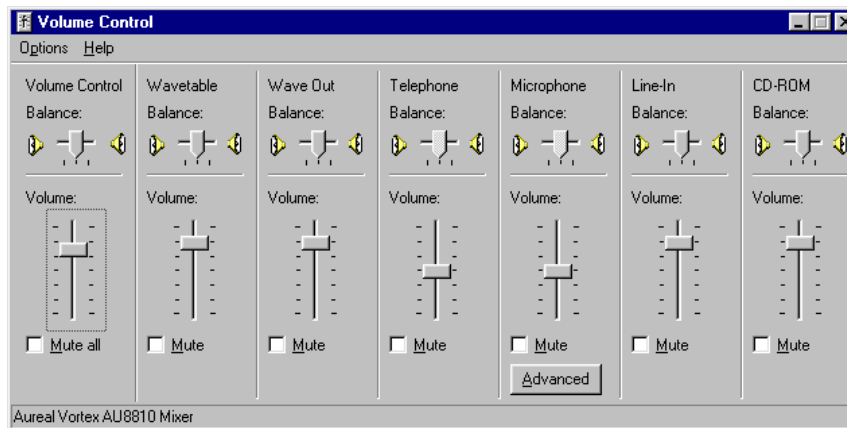 Volume Control
Options Help
Volume Control Wavetable Wave Out Telephone Microphone Line-In CD-ROM
Balance: Balance: Balance: Balance: Balance: Balance: Balance:
Volume: Volume: Volume: Volume: Volume: Volume: Volume:
Mute all Mute Mute Mute Mute Mute Mute
Advanced
Aureal Vortex AU8810 Mixer